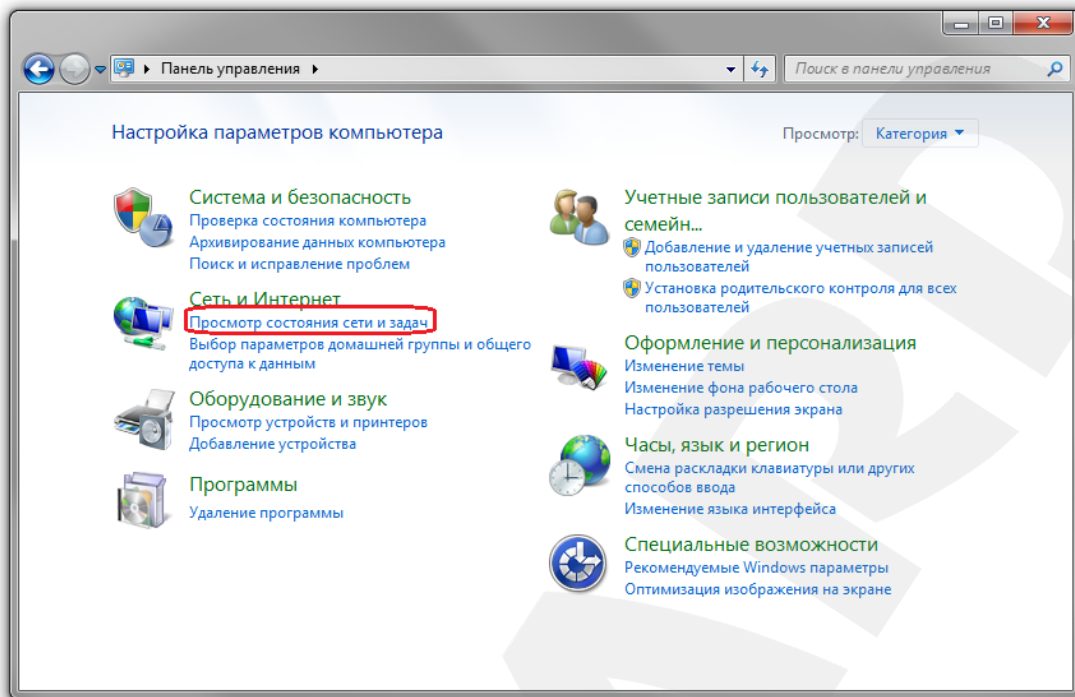 Панель управления
Поиск в панели управления
Настройка параметров компьютера
Просмотр: Категория
Система и безопасность
Проверка состояния компьютера
Архивирование данных компьютера
Поиск и исправление проблем
Сеть и Интернет
Просмотр состояния сети и задач
Выбор параметров домашней группы и общего
доступа к данным
Оборудование и звук
Просмотр устройств и принтеров
Добавление устройства
Программы
Удаление программы
Учетные записи пользователей и
семейн...
Добавление и удаление учетных записей
пользователей
Установка родительского контроля для всех
пользователей
Оформление и персонализация
Изменение темы
Изменение фона рабочего стола
Настройка разрешения экрана
Часы, язык и регион
Смена раскладки клавиатуры или других
способов ввода
Изменение языка интерфейса
Специальные возможности
Рекомендуемые Windows параметры
Оптимизация изображения на экране